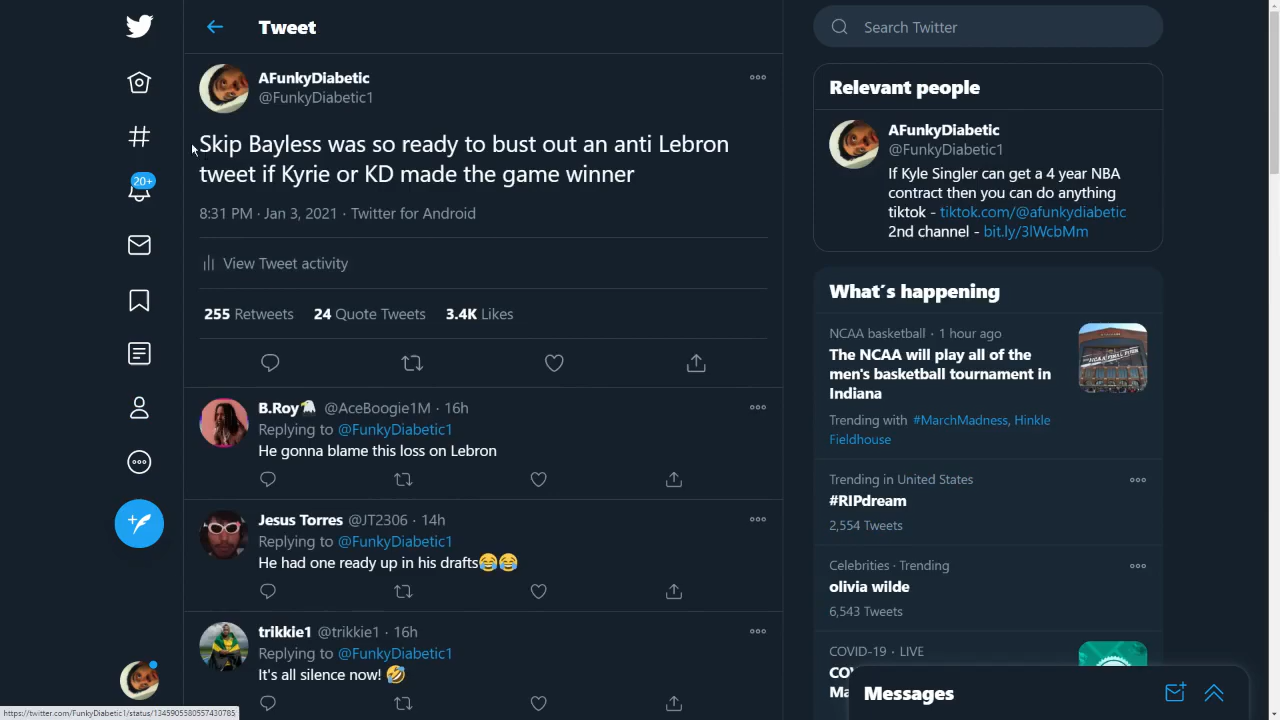 Tweet
AFunkyDiabetic
@FunkyDiabetic1
Skip Bayless was so ready to bust out an anti Lebron
tweet if Kyrie or KD made the game winner
8:31 PM · Jan 3, 2021 · Twitter for Android
View Tweet activity
255 Retweets 24 Quote Tweets 3.4K Likes
B.Roy🦅 @AceBoogie1M · 16h
Replying to @FunkyDiabetic1
He gonna blame this loss on Lebron
Jesus Torres @JT2306 · 14h
Replying to @FunkyDiabetic1
He had one ready up in his drafts😂😂
trikkie1 @trikkie1 · 16h
Replying to @FunkyDiabetic1
It's all silence now! 🤣
20+
Search Twitter
Relevant people
AFunkyDiabetic
@FunkyDiabetic1
If Kyle Singler can get a 4 year NBA
contract then you can do anything
tiktok - tiktok.com/@afunkydiabetic
2nd channel - bit.ly/3lWcbMm
What´s happening
NCAA basketball · 1 hour ago
The NCAA will play all of the
men's basketball tournament in
Indiana
Trending with #MarchMadness, Hinkle
Fieldhouse
Trending in United States
#RIPdream
2,554 Tweets
Celebrities · Trending
olivia wilde
6,543 Tweets
COVID-19 · LIVE
Messages
https://twitter.com/FunkyDiabetic1/status/1345905580557430785